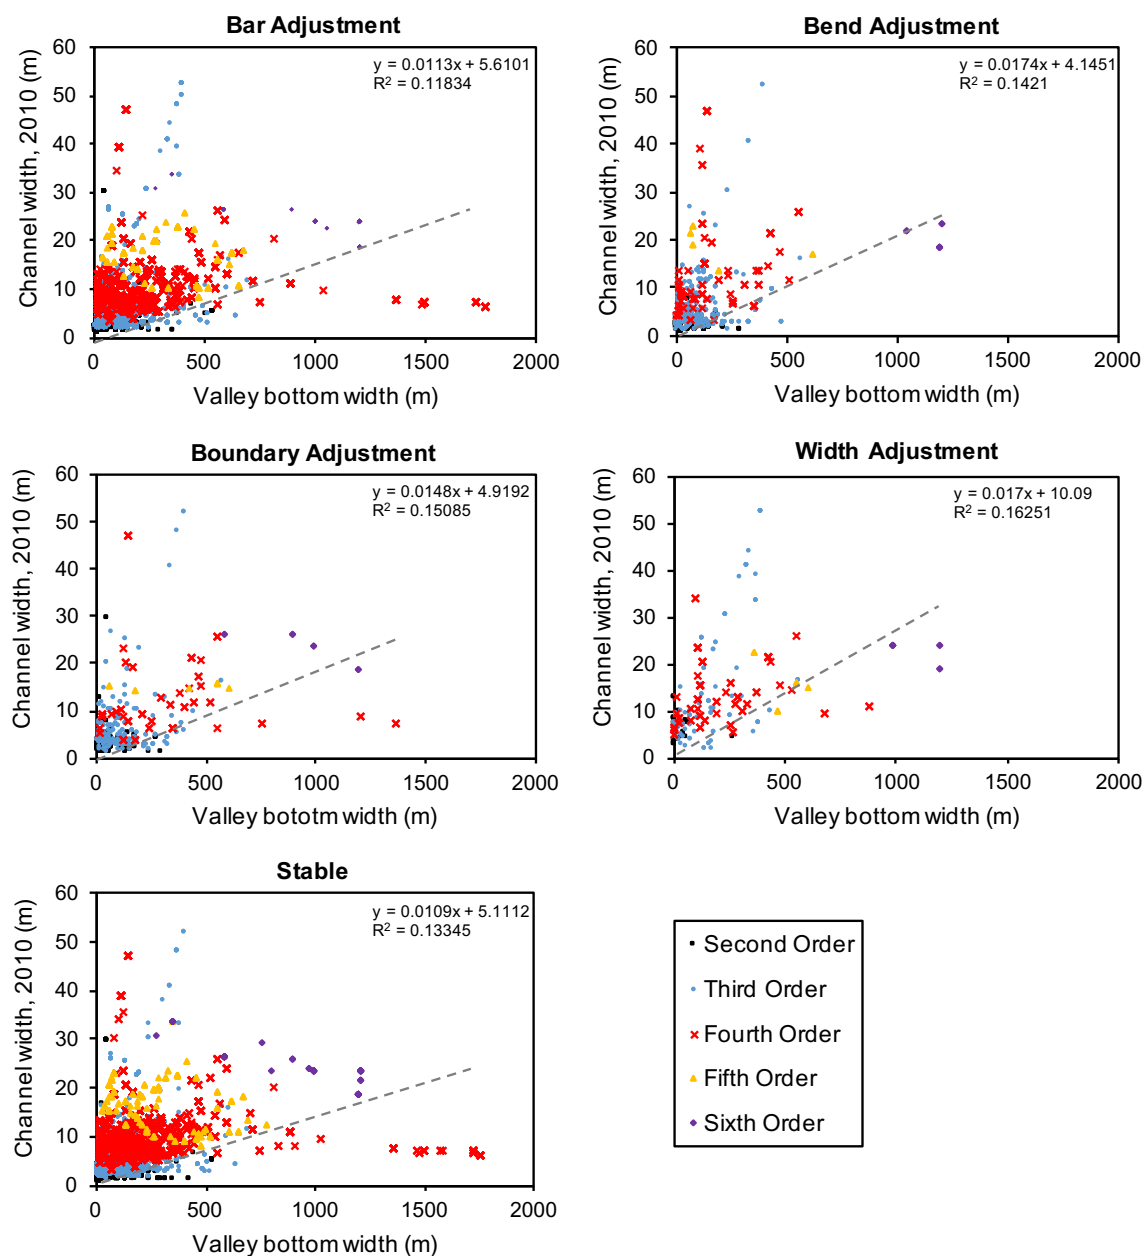 Bar Adjustment
y = 0.0113x + 5.6101
R² = 0.11834
Channel width, 2010 (m)
60
50
40
30
20
10
0
0 500 1000 1500 2000
Valley bottom width (m)
Bend Adjustment
y = 0.0174x + 4.1451
R² = 0.1421
Channel width, 2010 (m)
60
50
40
30
20
10
0
0 500 1000 1500 2000
Valley bottom width (m)
Boundary Adjustment
y = 0.0148x + 4.9192
R² = 0.15085
Channel width, 2010 (m)
60
50
40
30
20
10
0
0 500 1000 1500 2000
Valley bototm width (m)
Width Adjustment
y = 0.017x + 10.09
R² = 0.16251
Channel width, 2010 (m)
60
50
40
30
20
10
0
0 500 1000 1500 2000
Valley bottom width (m)
Stable
y = 0.0109x + 5.1112
R² = 0.13345
Channel width, 2010 (m)
60
50
40
30
20
10
0
0 500 1000 1500 2000
Valley bottom width (m)
Second Order
Third Order
Fourth Order
Fifth Order
Sixth Order